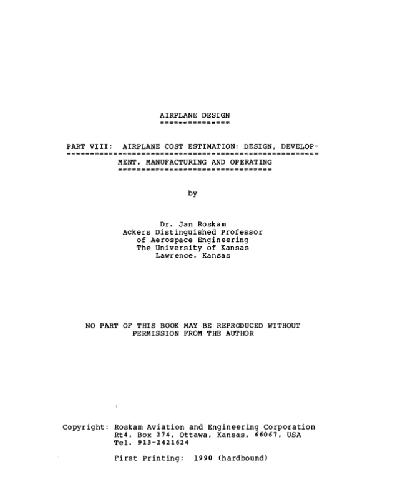 AIRPLANE DESIGN
===============
PART VIII: AIRPLANE COST ESTIMATION: DESIGN, DEVELOP-
MENT, MANUFACTURING AND OPERATING
by
Dr. Jan Roskam
Ackers Distinguished Professor
of Aerospace Engineering
The University of Kansas
Lawrence, Kansas
NO PART OF THIS BOOK MAY BE REPRODUCED WITHOUT
PERMISSION FROM THE AUTHOR
Copyright: Roskam Aviation and Engineering Corporation
Rt4, Box 274, Ottawa, Kansas, 66067, USA
Tel. 913-2421624
First Printing: 1990 (hardbound)